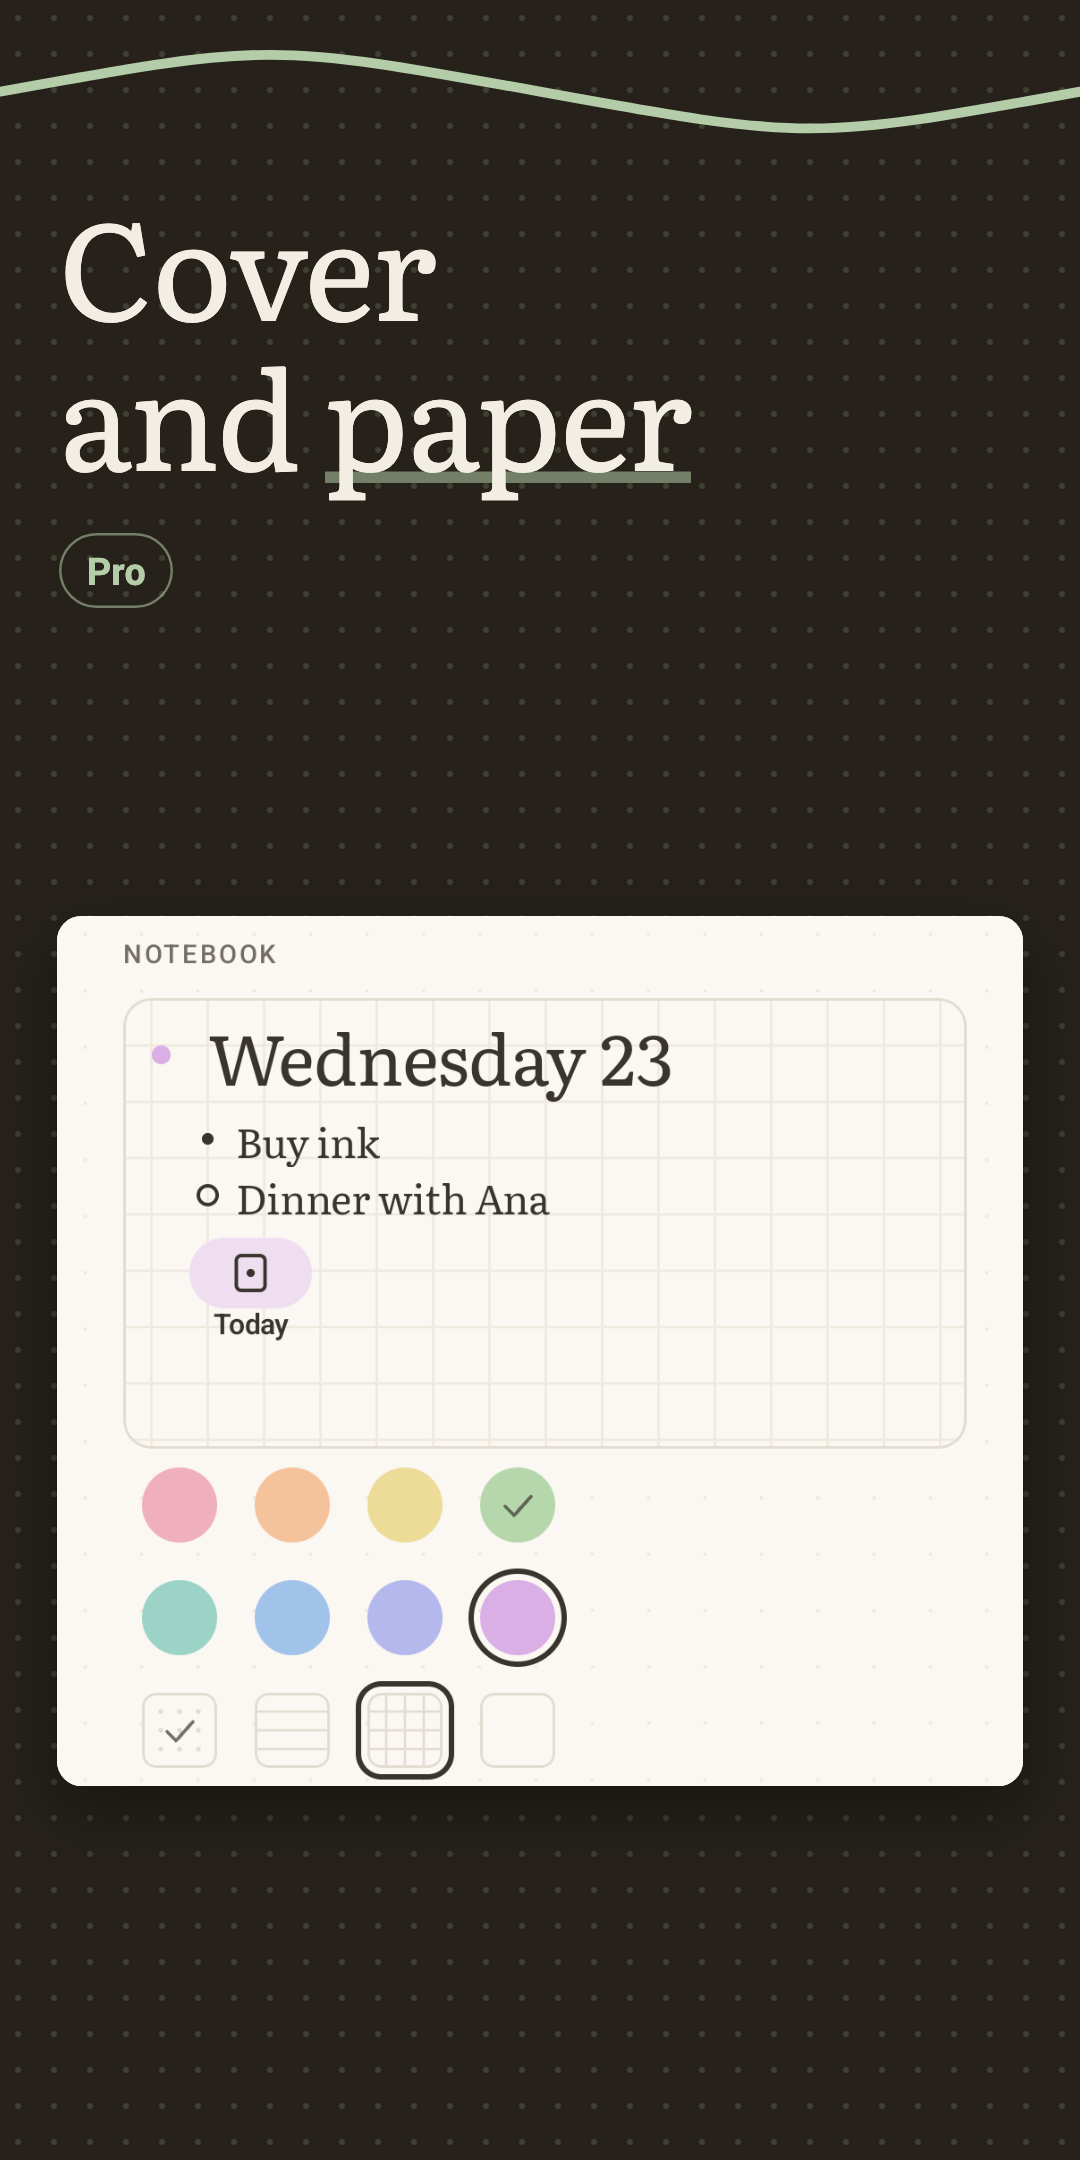 Cover
and paper
Pro
NOTEBOOK
Wednesday 23
Buy ink
Dinner with Ana
Today